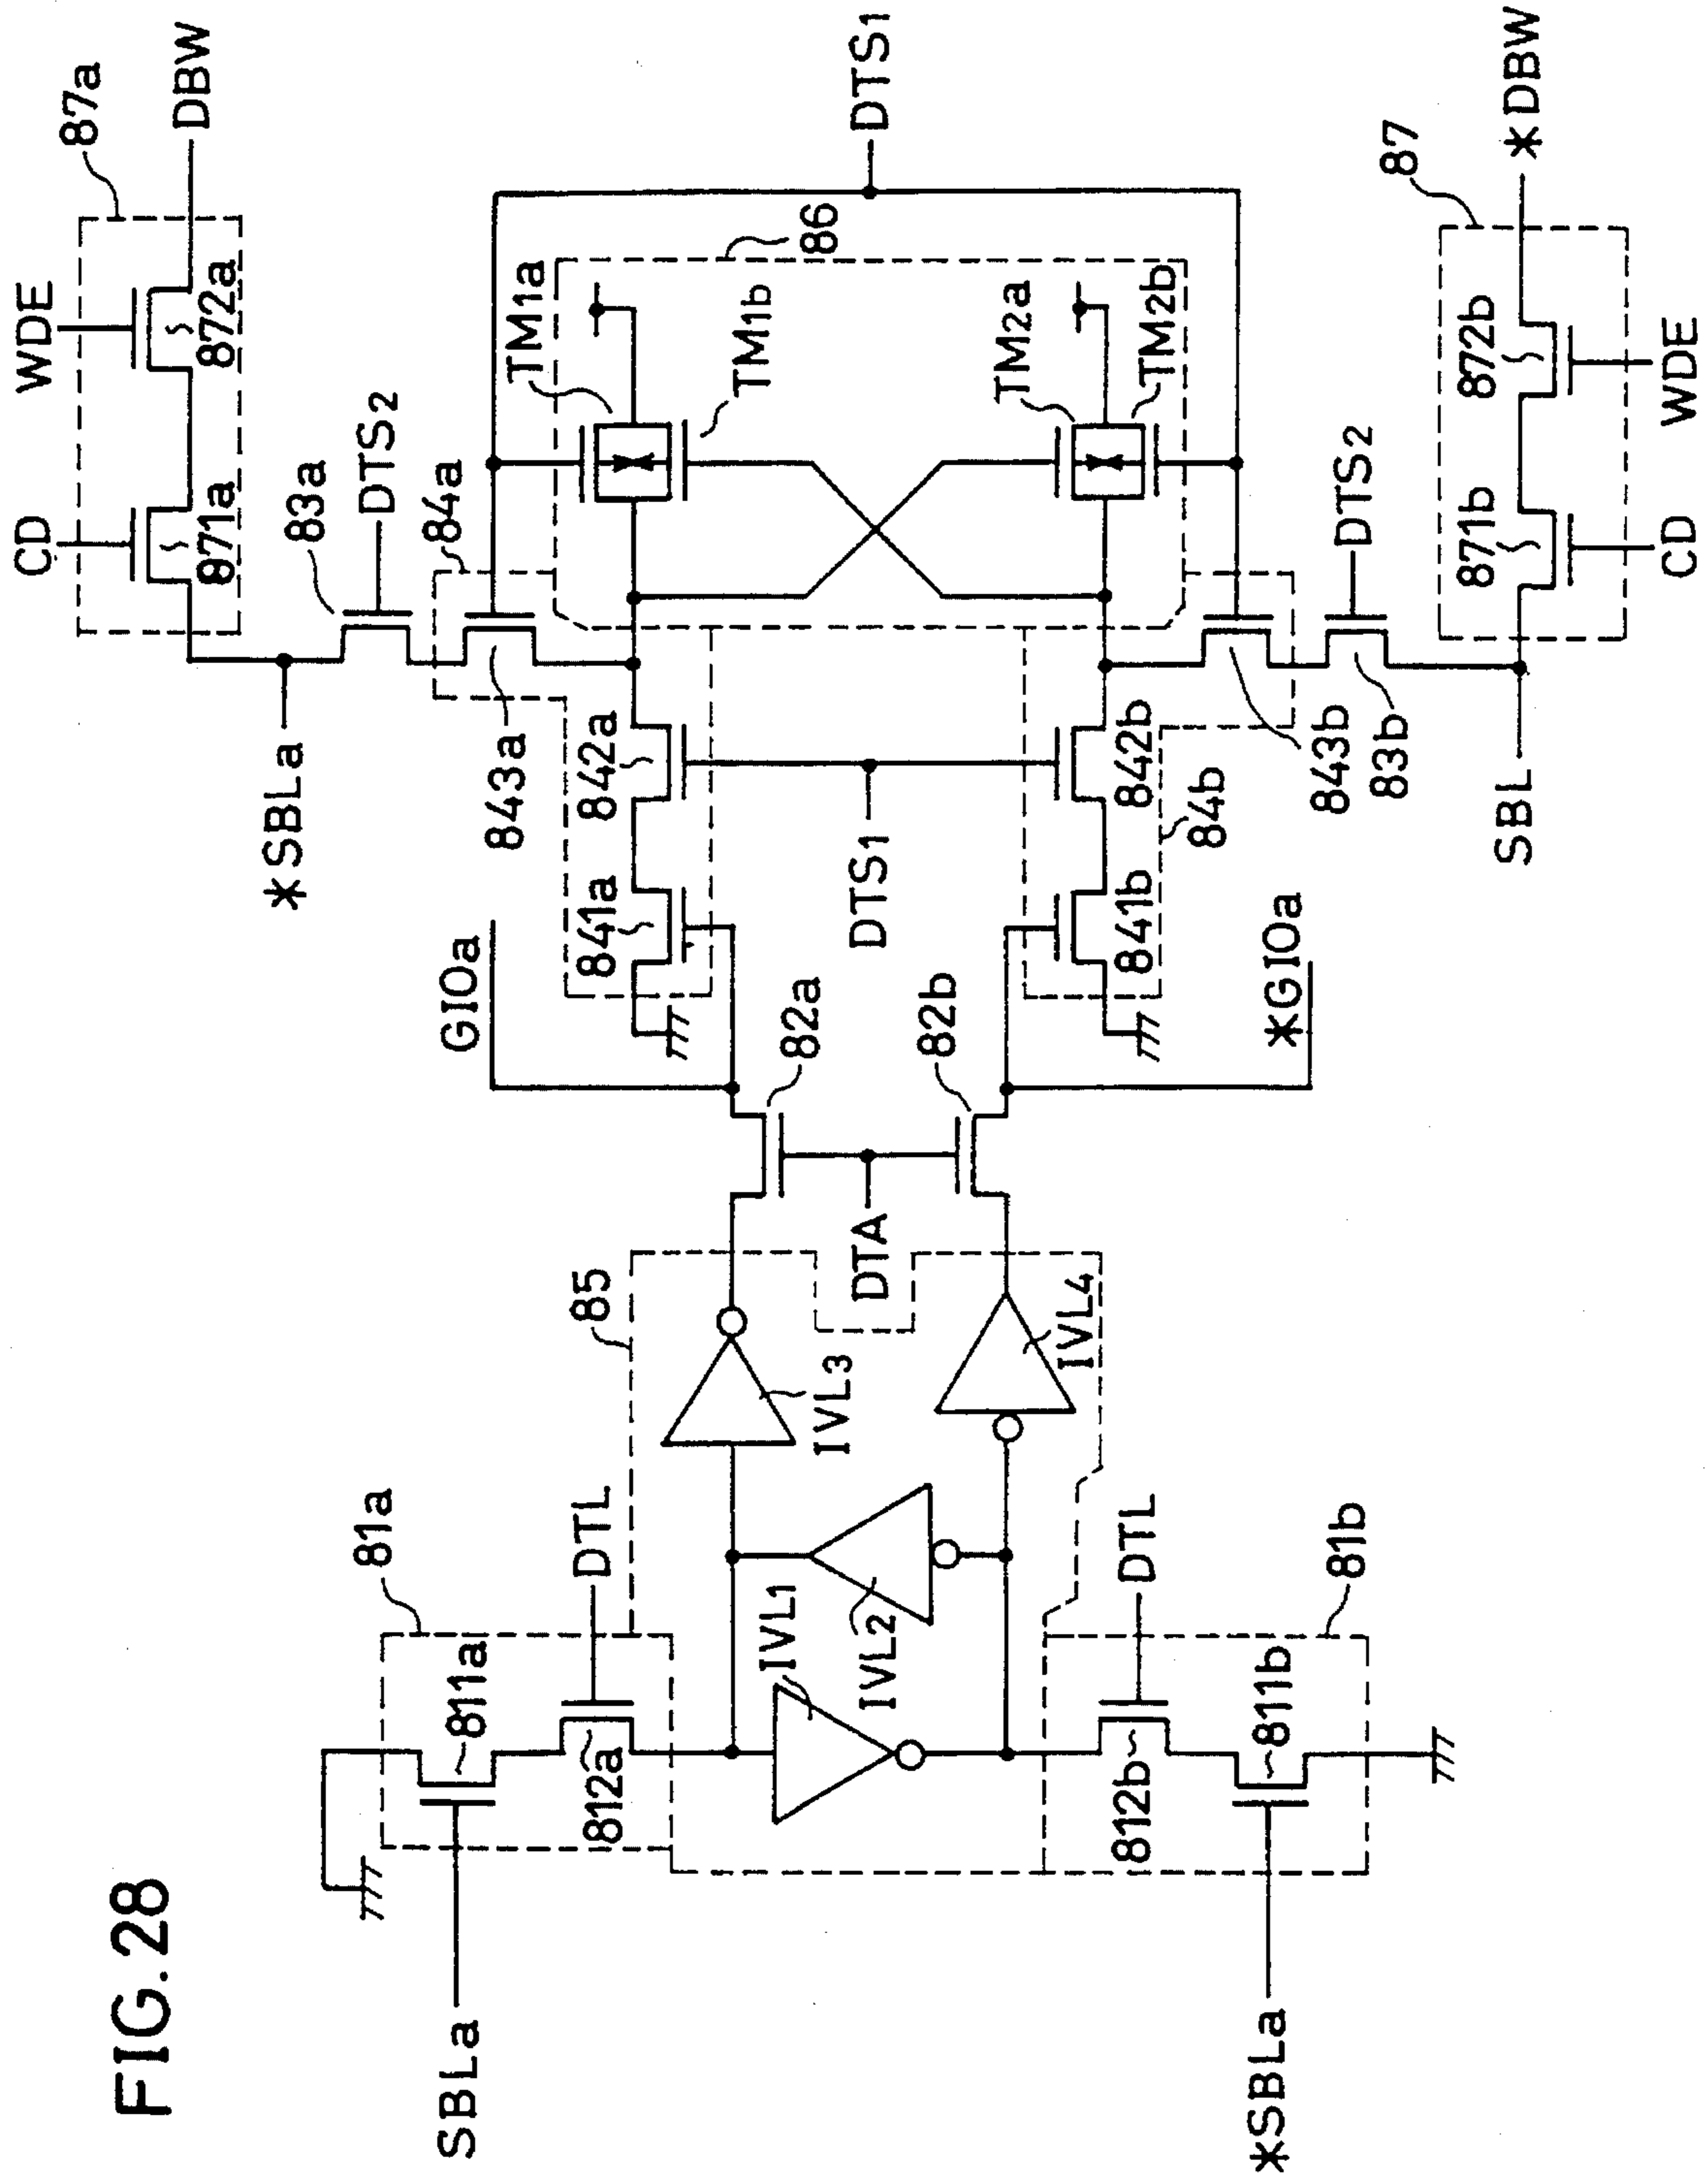 FIG.28
SBLa
*SBLa
81a
811a
812a
DTL
85
IVL1
IVL2
IVL3
IVL4
81b
811b
812b
DTL
DTA
82a
82b
GIOa
*GIOa
*SBLa
SBL
841a
842a
843a
84a
83a
DTS2
DTS1
841b
842b
843b
84b
83b
DTS2
CD
WDE
871a
872a
87a
DBW
TM1a
TM1b
TM2a
TM2b
86
DTS1
871b
872b
87
CD
WDE
*DBW